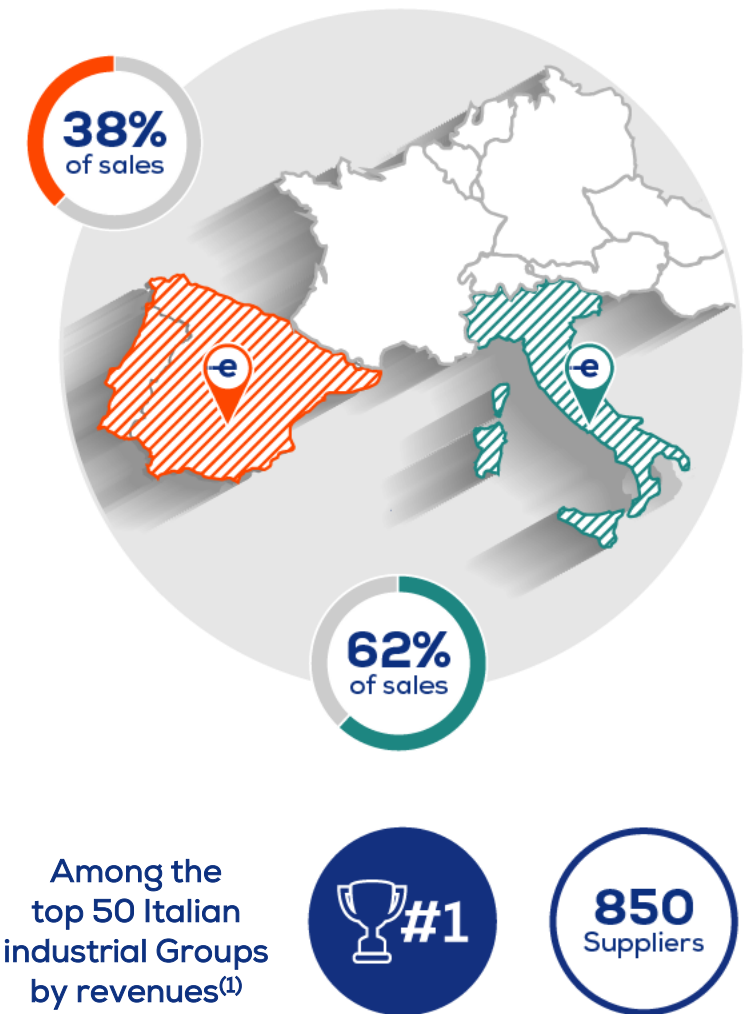 38%
of sales
-e
-e
62%
of sales
Among the
top 50 Italian
industrial Groups
by revenues(1)
#1
850
Suppliers